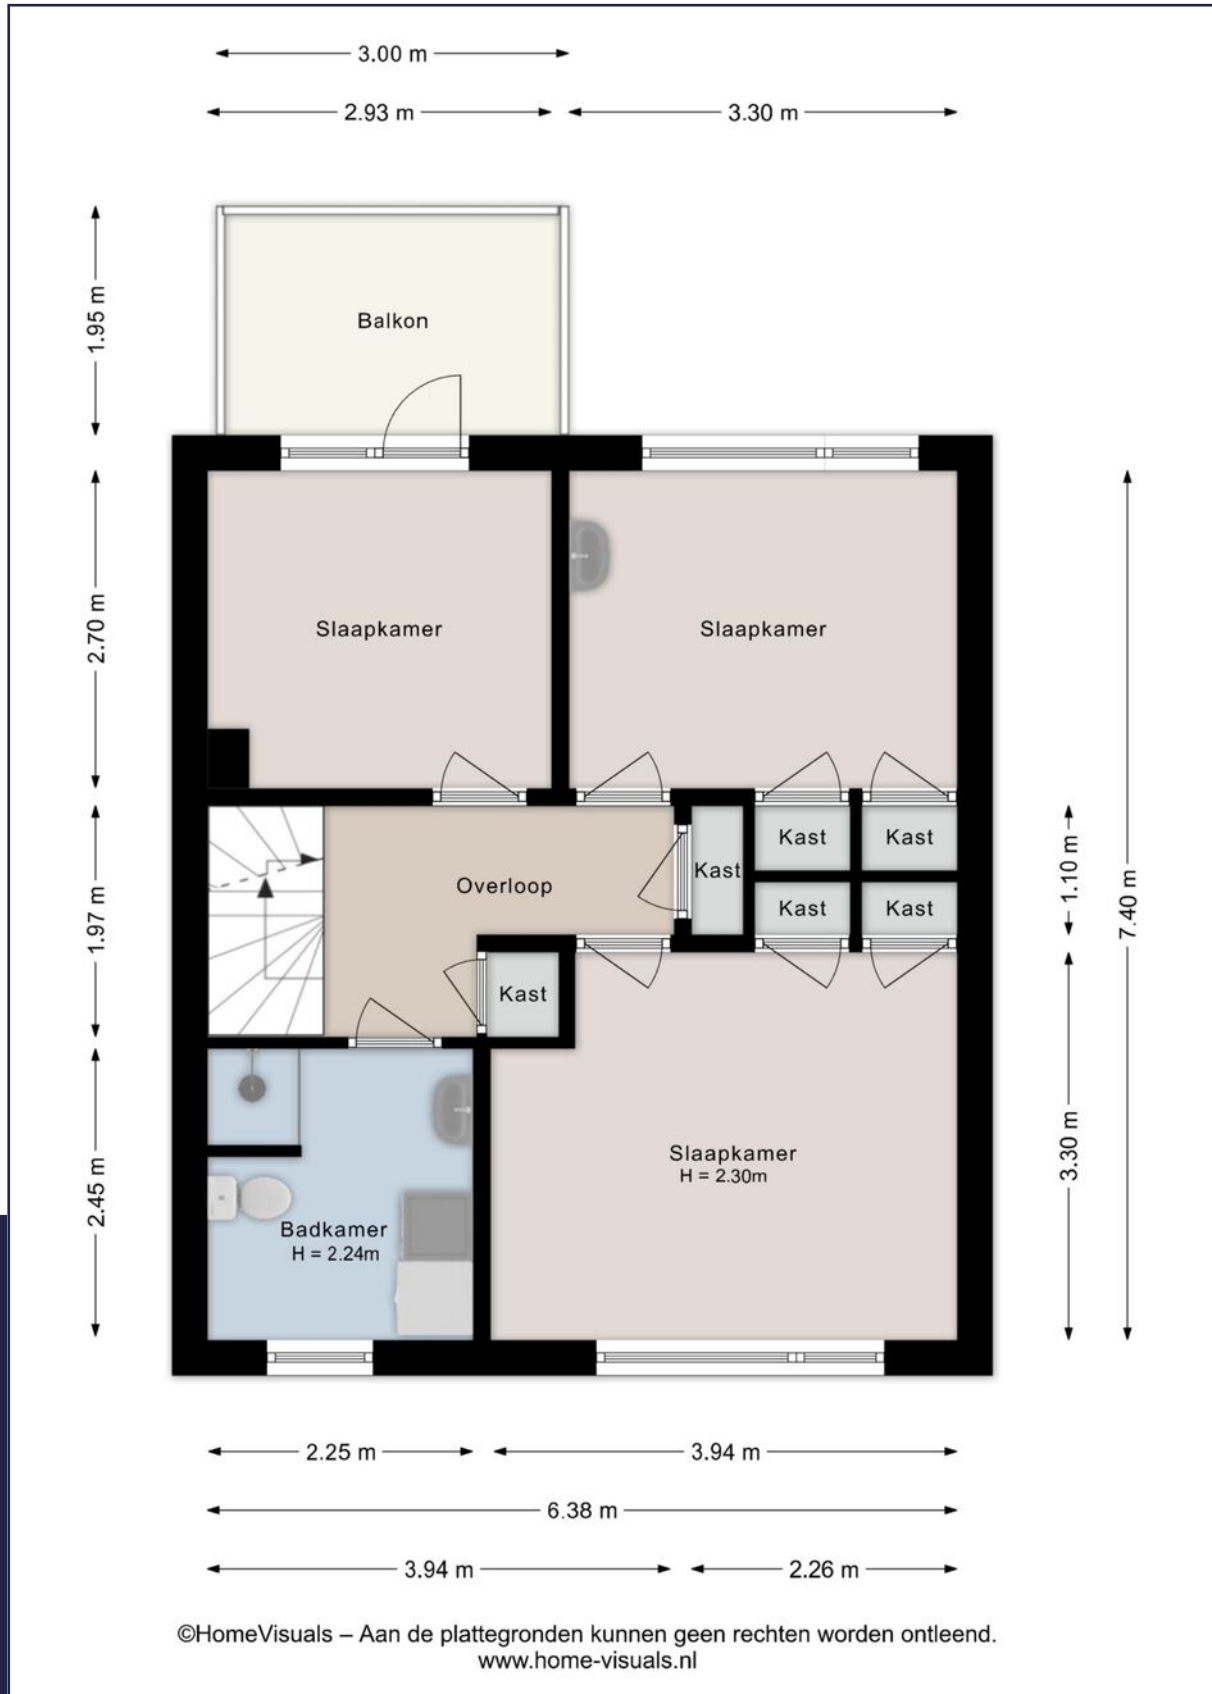 3.00 m
2.93 m
3.30 m
1.95 m
Balkon
2.70 m
Slaapkamer
Slaapkamer
7.40 m
1.97 m
Overloop
Kast
Kast
Kast
Kast
Kast
1.10 m
Kast
2.45 m
Badkamer
H = 2.24m
Slaapkamer
H = 2.30m
3.30 m
2.25 m
3.94 m
6.38 m
3.94 m
2.26 m
©HomeVisuals – Aan de plattegronden kunnen geen rechten worden ontleend.
www.home-visuals.nl